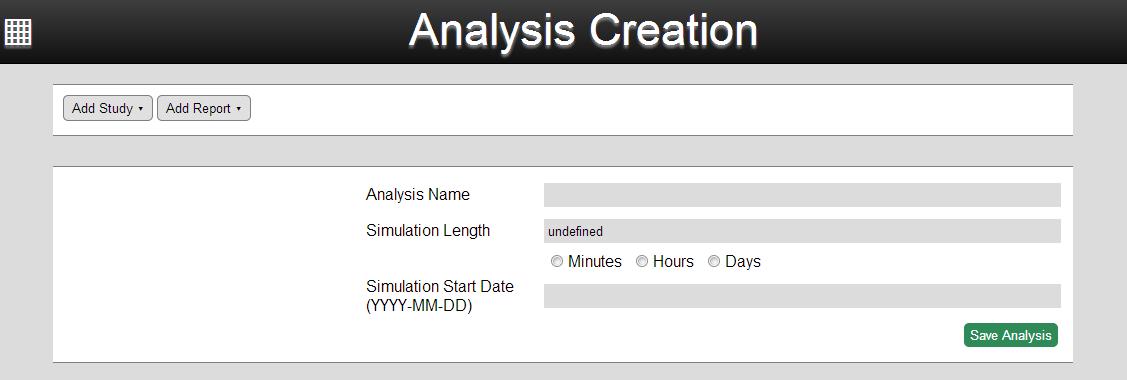 Analysis Creation
Add Study ▾ Add Report ▾
Analysis Name
Simulation Length undefined
Minutes Hours Days
Simulation Start Date
(YYYY-MM-DD)
Save Analysis